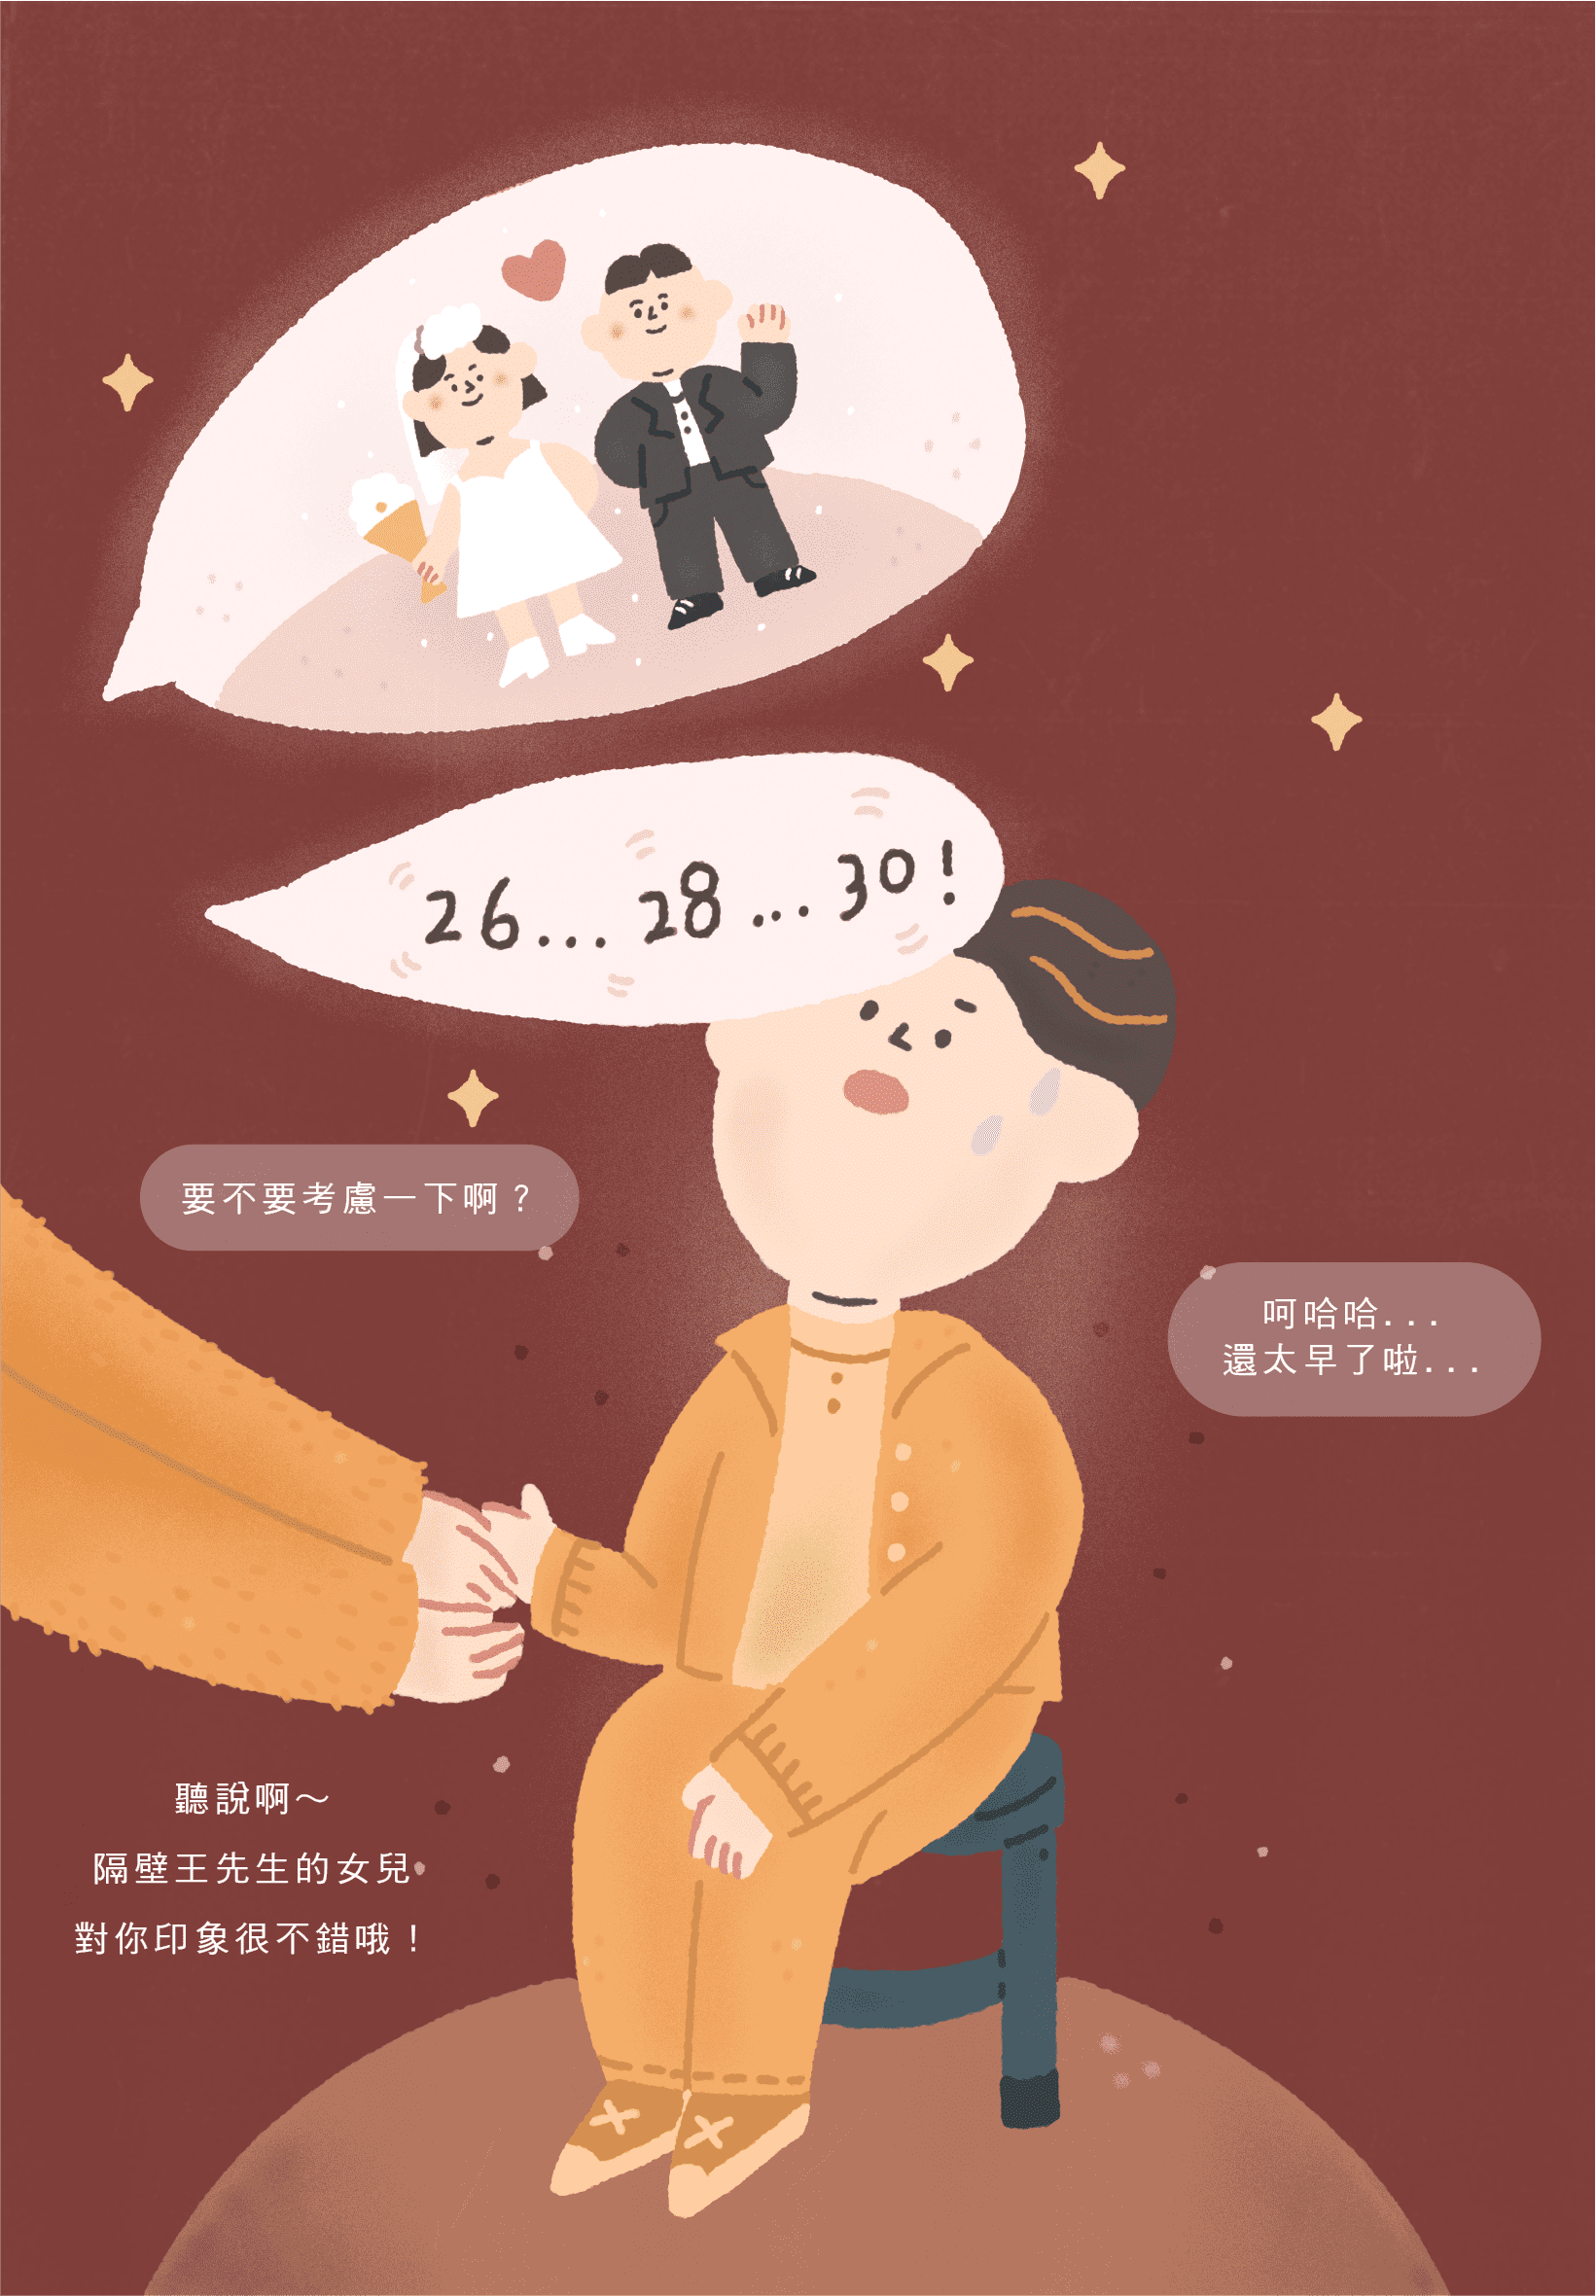 26... 28... 30!
要不要考慮一下啊？
呵哈哈...
還太早了啦...
聽說啊～
隔壁王先生的女兒
對你印象很不錯哦！